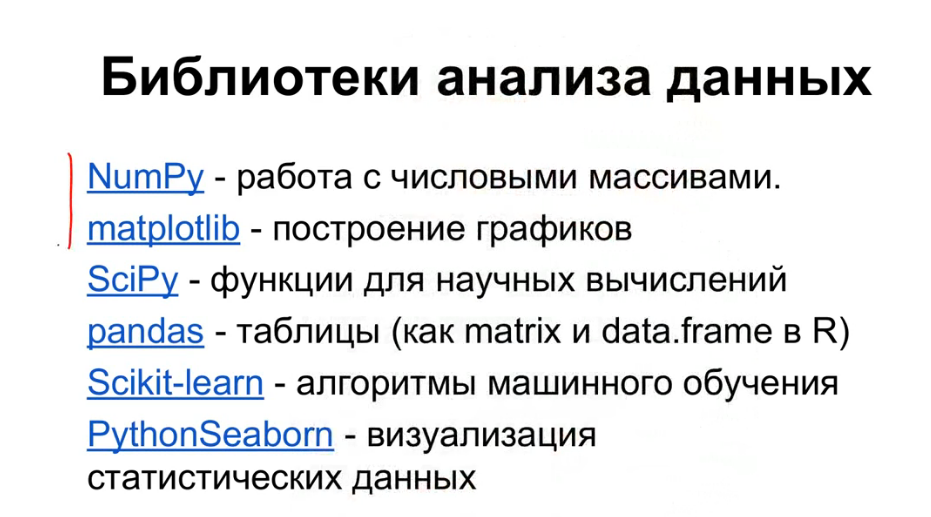 Библиотеки анализа данных
NumPy - работа с числовыми массивами.
matplotlib - построение графиков
SciPy - функции для научных вычислений
pandas - таблицы (как matrix и data.frame в R)
Scikit-learn - алгоритмы машинного обучения
PythonSeaborn - визуализация
статистических данных